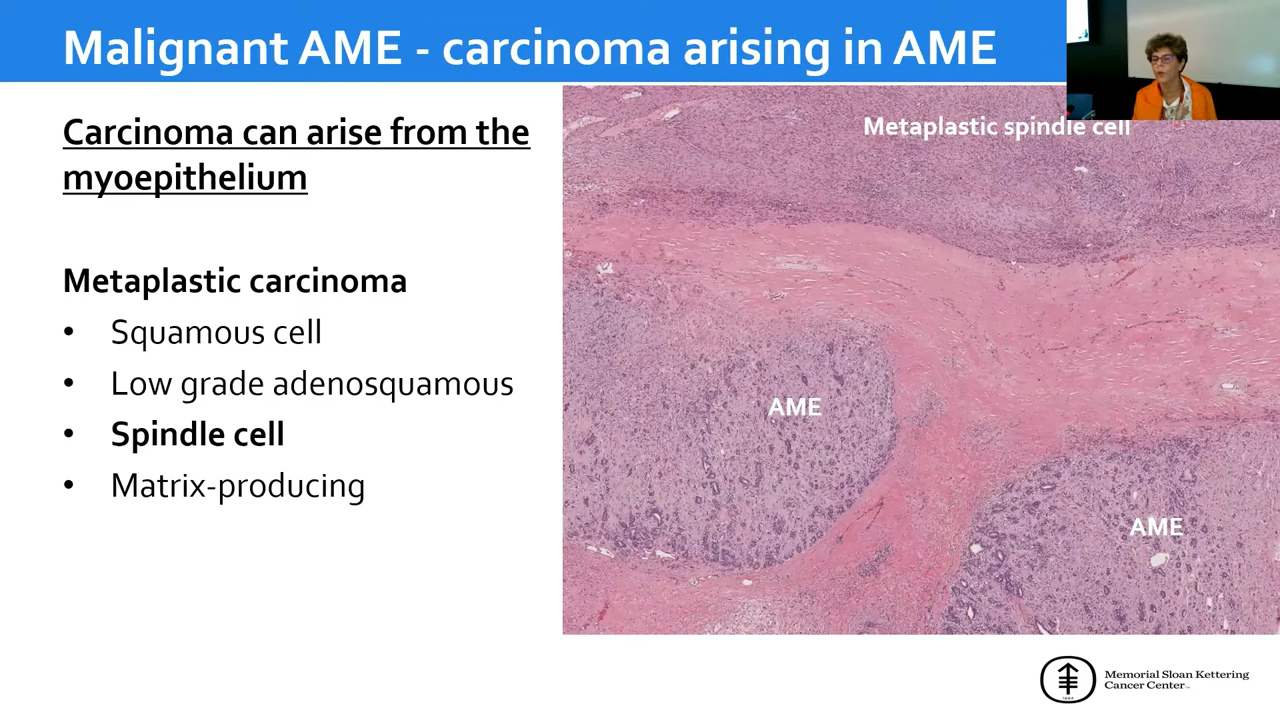 Malignant AME - carcinoma arising in AME
Carcinoma can arise from the
myoepithelium
Metaplastic carcinoma
• Squamous cell
• Low grade adenosquamous
• Spindle cell
• Matrix-producing
Metaplastic spindle cell
AME
AME
Memorial Sloan Kettering
Cancer Center